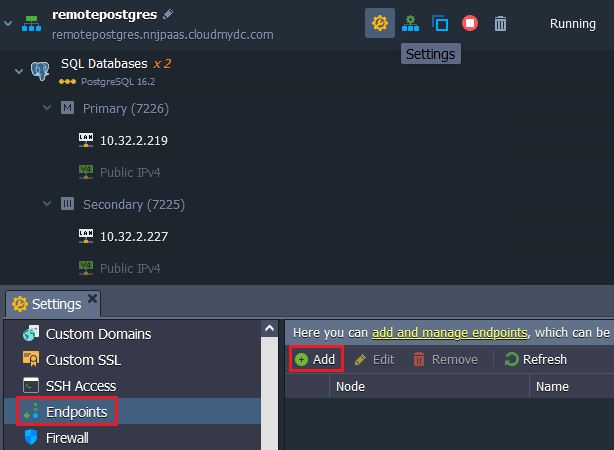 remotepostgres
remotepostgres.nnjpaas.cloudmydc.com
Running
Settings
SQL Databases x 2
PostgreSQL 16.2
M Primary (7226)
LAN 10.32.2.219
V4 Public IPv4
Secondary (7225)
LAN 10.32.2.227
V4 Public IPv4
Settings
Custom Domains
Custom SSL
SSH Access
Endpoints
Firewall
Here you can add and manage endpoints, which can be
Add Edit Remove Refresh
Node Name